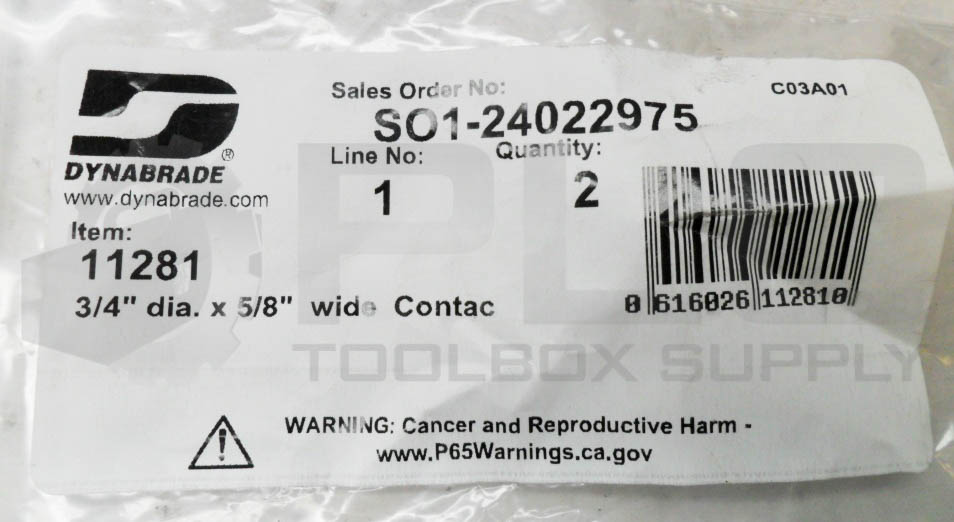 Sales Order No:
C03A01
SO1-24022975
DYNABRADE®
www.dynabrade.com
Line No:
Quantity:
1
2
Item:
11281
3/4" dia. x 5/8" wide Contac
0 616026 112810
PLC
TOOLBOX SUPPLY
WARNING: Cancer and Reproductive Harm -
www.P65Warnings.ca.gov